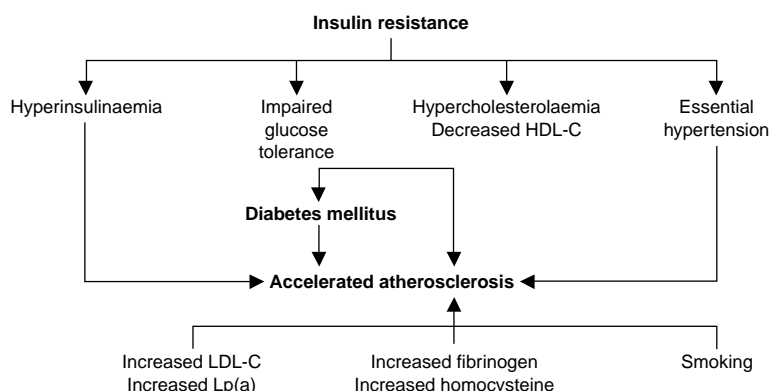 Insulin resistance
Hyperinsulinaemia
Impaired
glucose
tolerance
Hypercholesterolaemia
Decreased HDL-C
Essential
hypertension
Diabetes mellitus
Accelerated atherosclerosis
Increased LDL-C
Increased Lp(a)
Increased fibrinogen
Increased homocysteine
Smoking